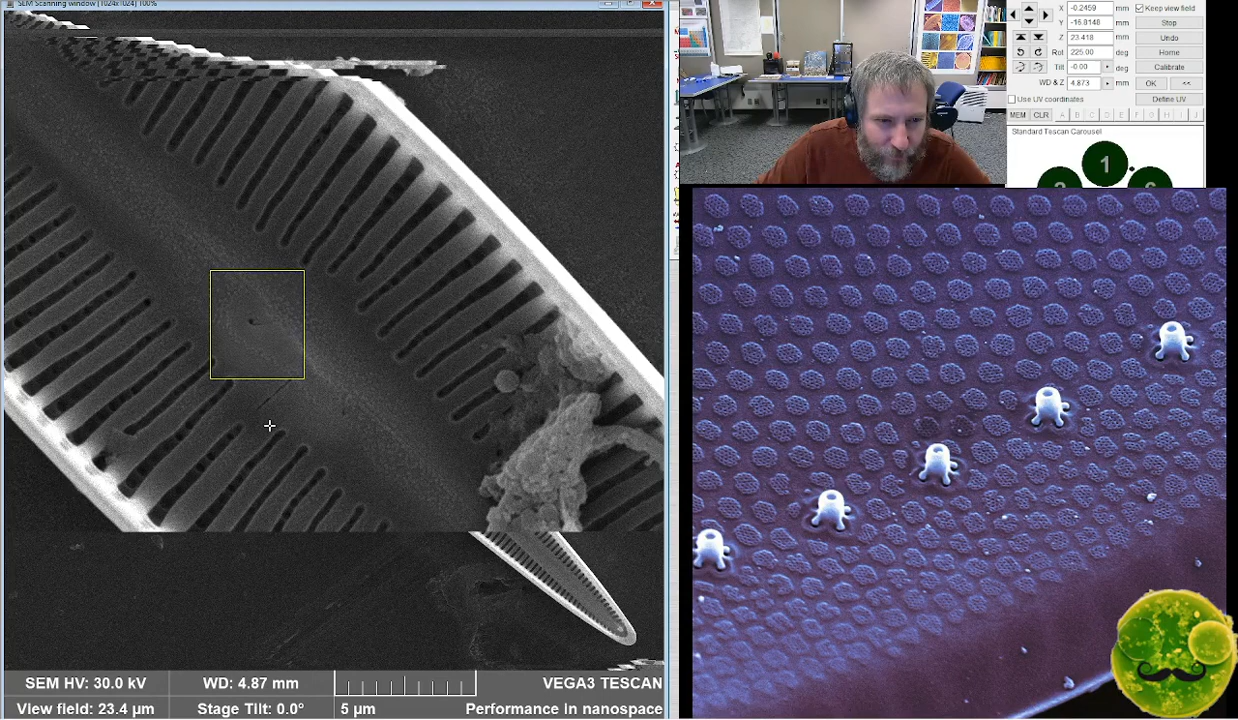 SEM Scanning window [1024x1024] 100%
X -0.2459 mm Keep view field
Y -16.8148 mm Stop
Z 23.418 mm Undo
Rot 225.00 deg Home
Tilt -0.00 deg Calibrate
WD & Z 4.873 mm OK <<
Use UV coordinates Define UV
MEM CLR A B C D E F G H I J
Standard Tescan Carousel
1
SEM HV: 30.0 kV WD: 4.87 mm VEGA3 TESCAN
View field: 23.4 µm Stage Tilt: 0.0° 5 µm Performance in nanospace